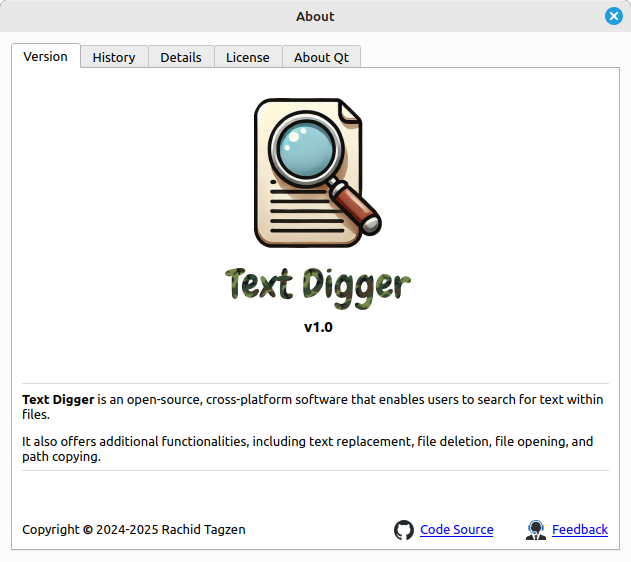 About
Version History Details License About Qt
Text Digger
v1.0
Text Digger is an open-source, cross-platform software that enables users to search for text within
files.
It also offers additional functionalities, including text replacement, file deletion, file opening, and
path copying.
Copyright © 2024-2025 Rachid Tagzen Code Source Feedback